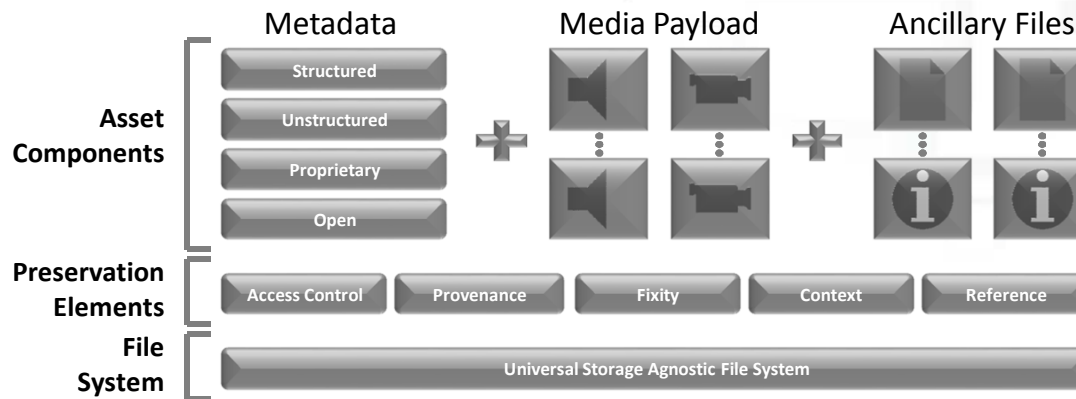 Metadata
Media Payload
Ancillary Files
Asset
Components
Structured
Unstructured
Proprietary
Open
Preservation
Elements
Access Control
Provenance
Fixity
Context
Reference
File
System
Universal Storage Agnostic File System